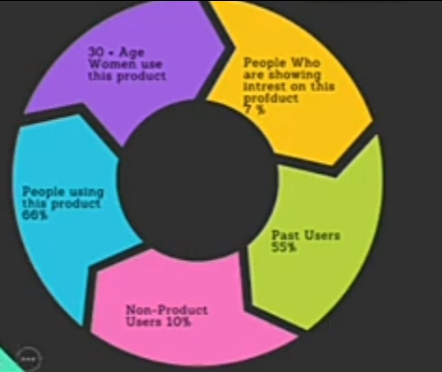 30 + Age
Women use
this product
People Who
are showing
intrest on this
profduct
7 %
People using
this product
66%
Past Users
55%
Non-Product
Users 10%